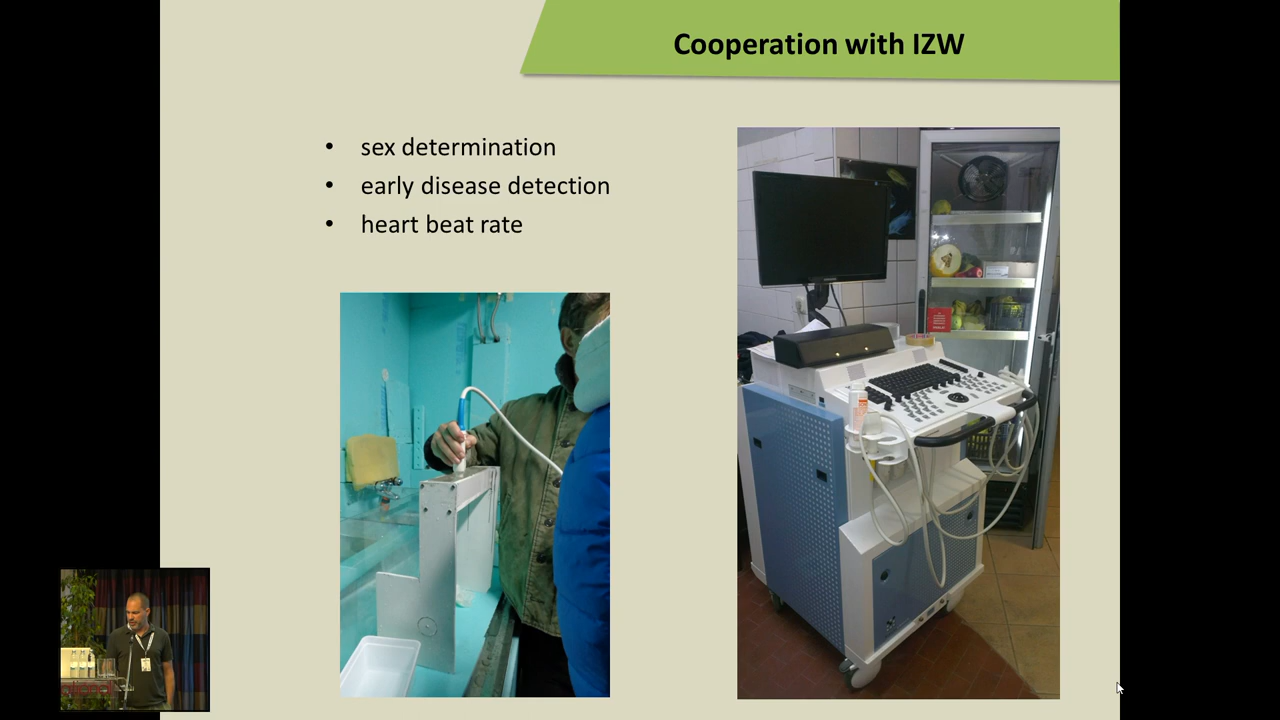 Cooperation with IZW
• sex determination
• early disease detection
• heart beat rate